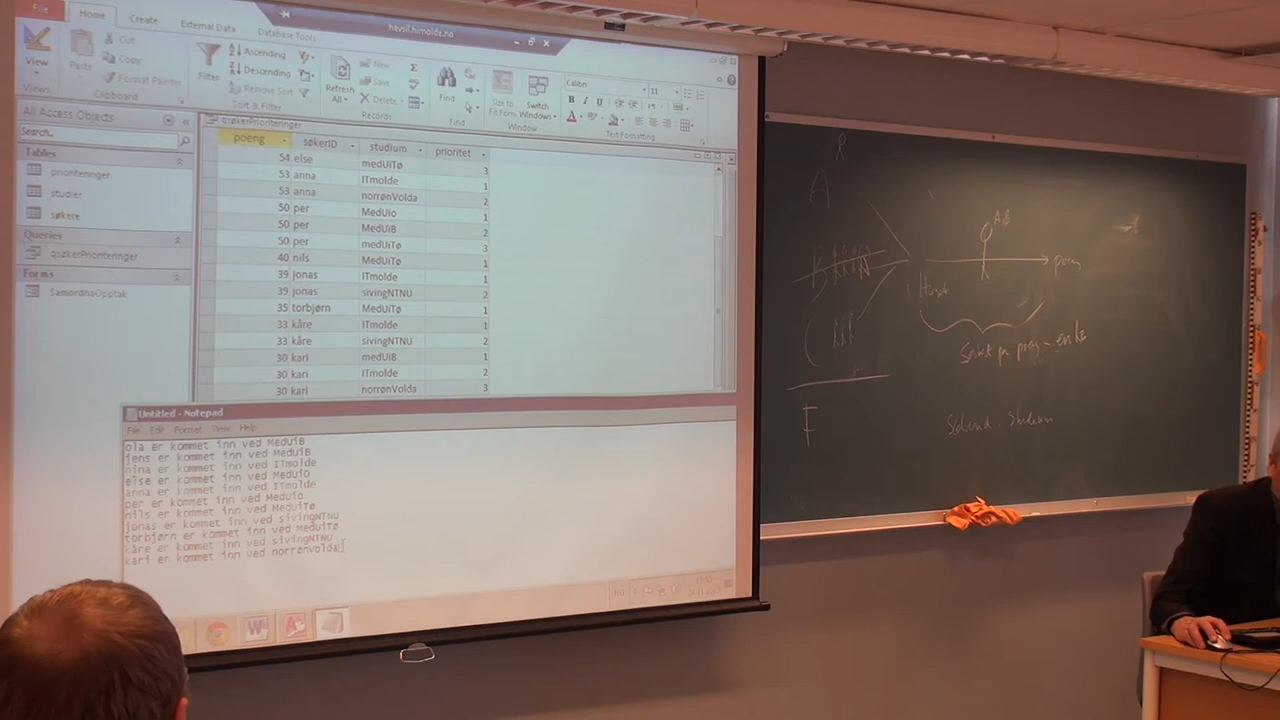 havsil.himolde.no
File Home Create External Data Database Tools
View
Views
Paste
Cut
Copy
Format Painter
Clipboard
Filter
Ascending
Descending
Remove Sort
Sort & Filter
Refresh All
New
Save
Delete
Records
Find
Find
Size to Fit Form
Switch Windows
Window
Calibri 11
B I U
Text Formatting
All Access Objects
Search..
Tables
prioriteringer
studier
søkere
Queries
qsøkerPrioriteringer
Forms
SamordnaOpptak
qsøkerPrioriteringer
poeng søkerID studium prioritet
54 else medUiTø 3
53 anna ITmolde 1
53 anna norrønVolda 2
50 per MedUio 1
50 per MedUiB 2
50 per medUiTø 3
40 nils MedUiTø 1
39 jonas ITmolde 1
39 jonas sivingNTNU 2
35 torbjørn MedUiTø 1
33 kåre ITmolde 1
33 kåre sivingNTNU 2
30 kari medUiB 1
30 kari ITmolde 2
30 kari norrønVolda 3
Untitled - Notepad
File Edit Format View Help
ola er kommet inn ved MedUiB
jens er kommet inn ved MedUiB
nina er kommet inn ved ITmolde
else er kommet inn ved MedUiO
anna er kommet inn ved ITmolde
per er kommet inn ved MedUio
nils er kommet inn ved MedUiTø
jonas er kommet inn ved sivingNTNU
torbjørn er kommet inn ved MedUiTø
kåre er kommet inn ved sivingNTNU
kari er kommet inn ved norrønVolda
R
A
F
poeng